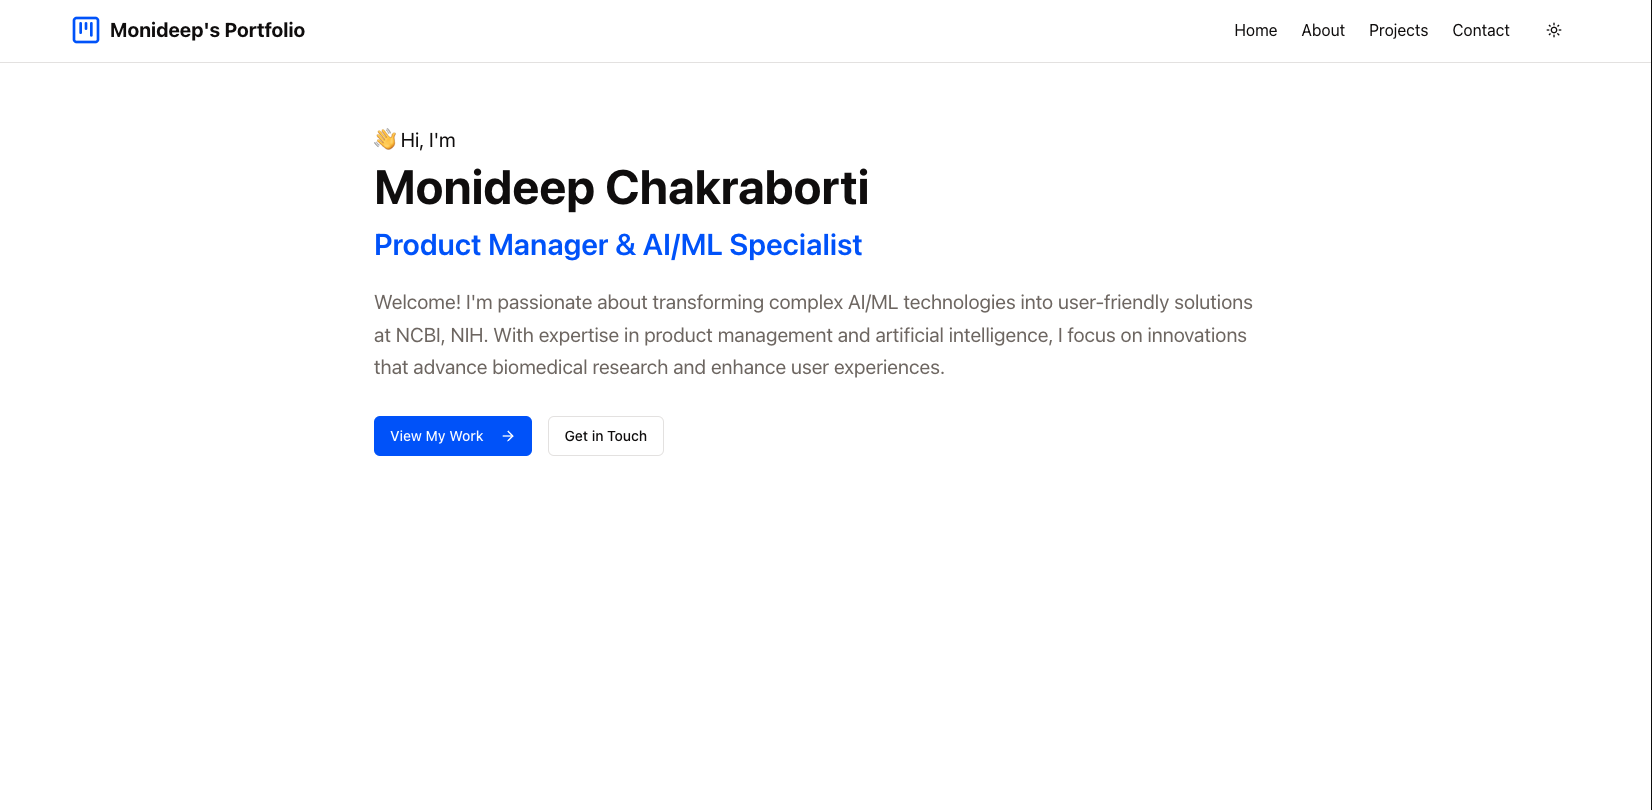 Monideep's Portfolio
Home About Projects Contact
👋 Hi, I'm
Monideep Chakraborti
Product Manager & AI/ML Specialist
Welcome! I'm passionate about transforming complex AI/ML technologies into user-friendly solutions
at NCBI, NIH. With expertise in product management and artificial intelligence, I focus on innovations
that advance biomedical research and enhance user experiences.
View My Work →
Get in Touch